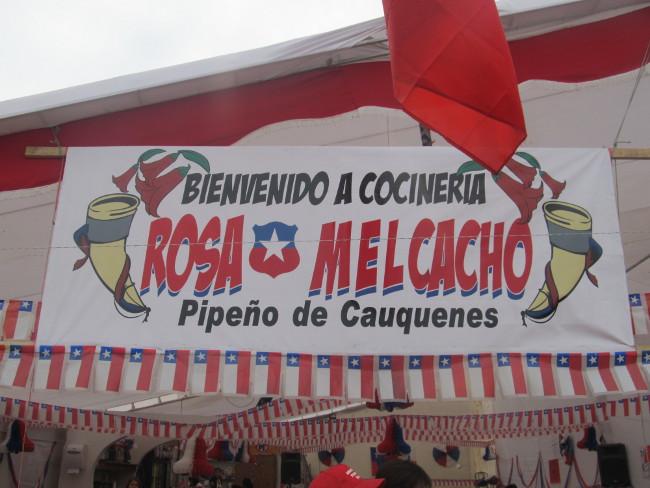 BIENVENIDO A COCINERIA
ROSA MELCACHO
Pipeño de Cauquenes